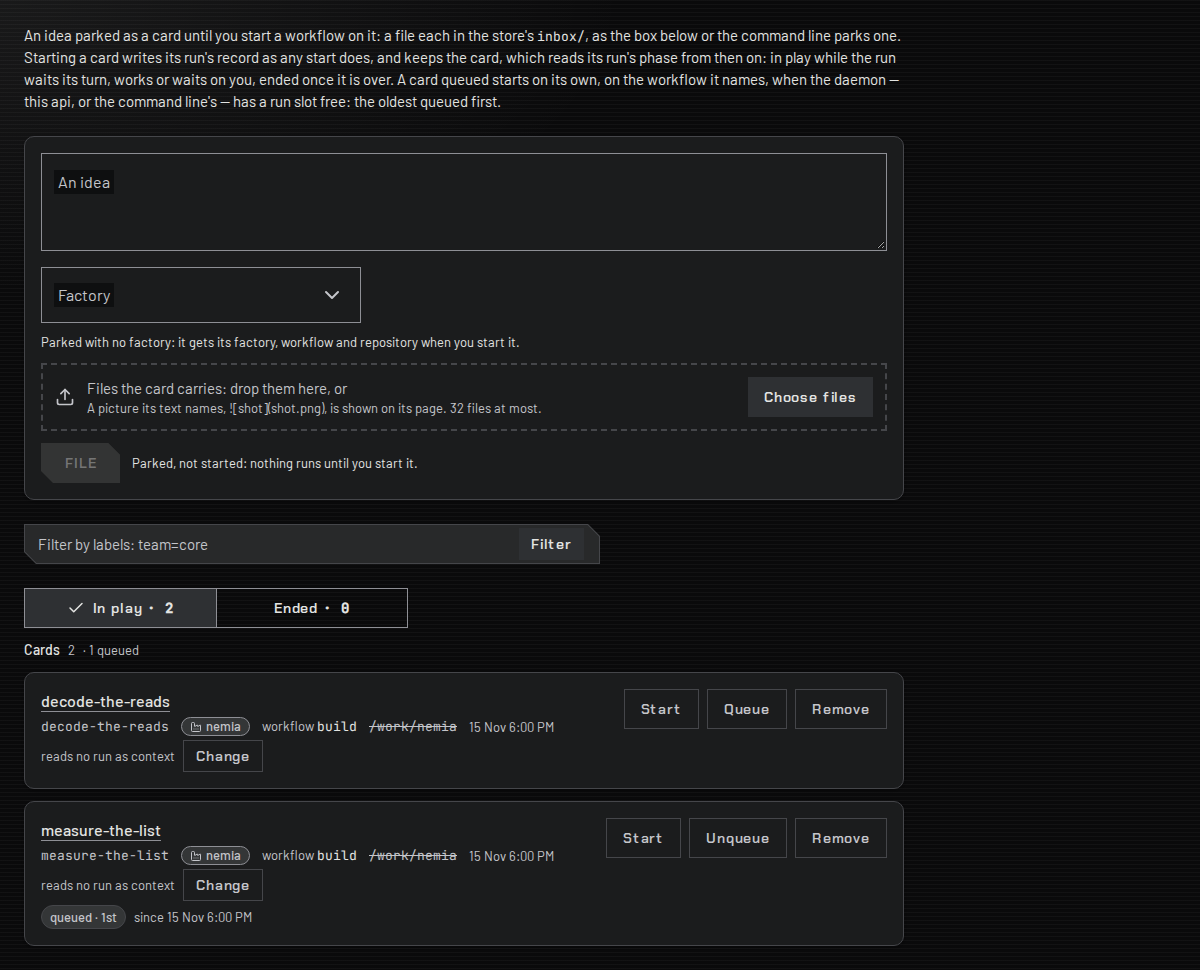 An idea parked as a card until you start a workflow on it: a file each in the store's inbox/, as the box below or the command line parks one.
Starting a card writes its run's record as any start does, and keeps the card, which reads its run's phase from then on: in play while the run
waits its turn, works or waits on you, ended once it is over. A card queued starts on its own, on the workflow it names, when the daemon —
this api, or the command line's — has a run slot free: the oldest queued first.
An idea
Factory
Parked with no factory: it gets its factory, workflow and repository when you start it.
Files the card carries: drop them here, or
A picture its text names, ![shot](shot.png), is shown on its page. 32 files at most.
Choose files
FILE
Parked, not started: nothing runs until you start it.
Filter by labels: team=core
Filter
In play · 2
Ended · 0
Cards 2 · 1 queued
decode-the-reads
Start
Queue
Remove
decode-the-reads nemia workflow build /work/nemia 15 Nov 6:00 PM
reads no run as context Change
measure-the-list
Start
Unqueue
Remove
measure-the-list nemia workflow build /work/nemia 15 Nov 6:00 PM
reads no run as context Change
queued · 1st since 15 Nov 6:00 PM